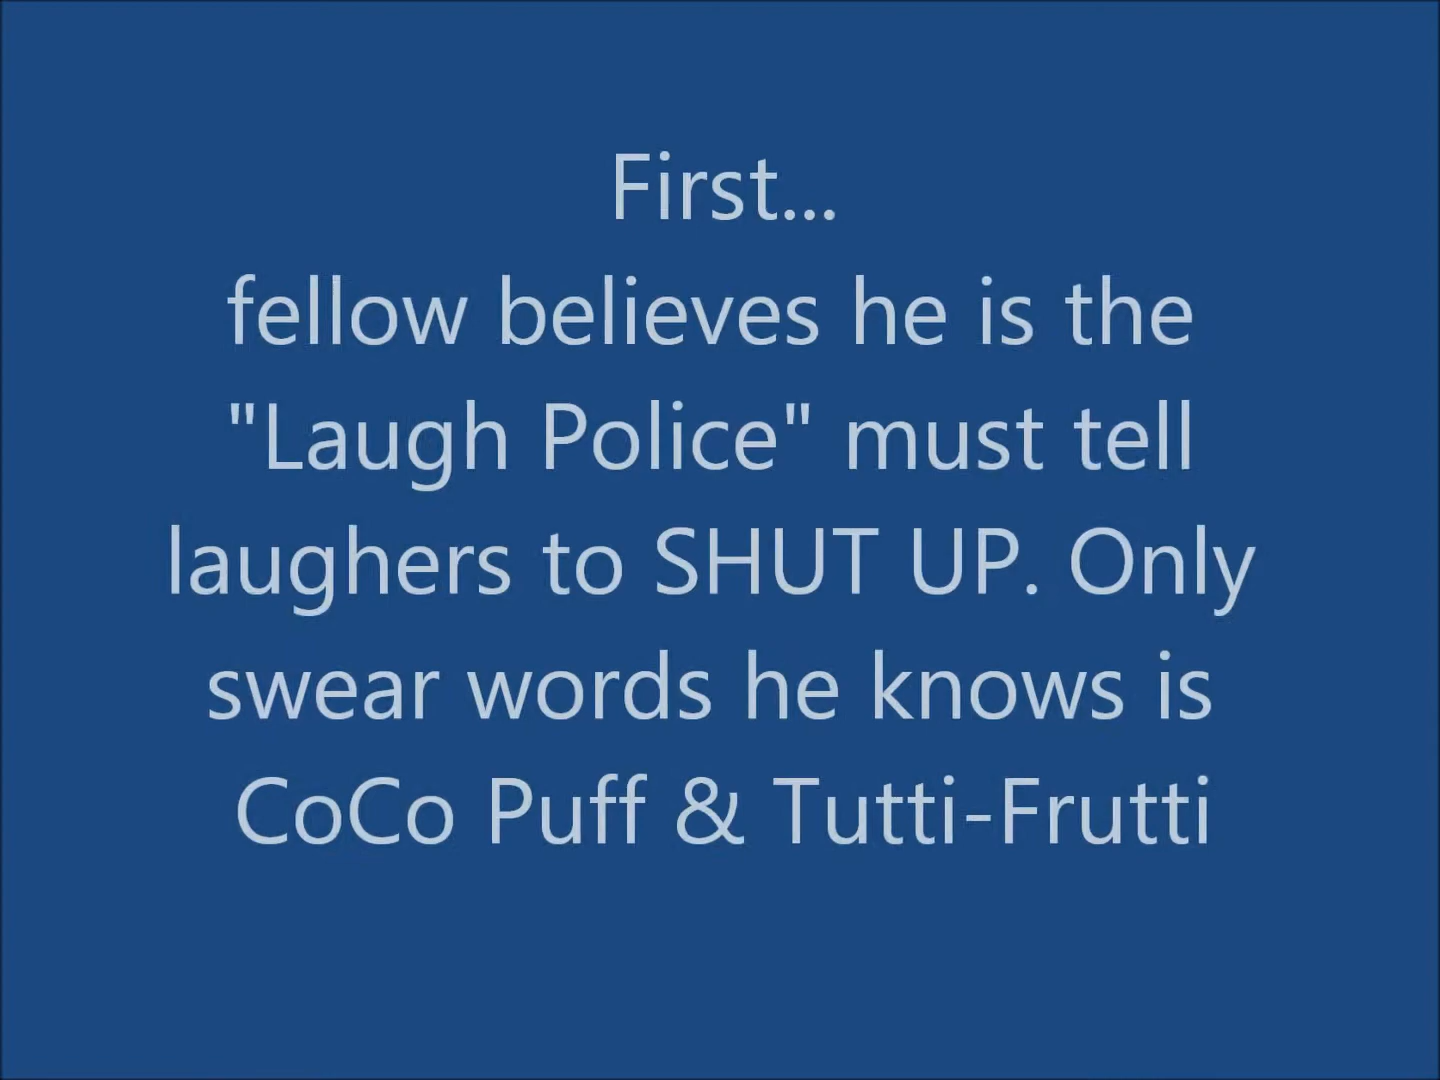 First...
fellow believes he is the
"Laugh Police" must tell
laughers to SHUT UP. Only
swear words he knows is
CoCo Puff & Tutti-Frutti